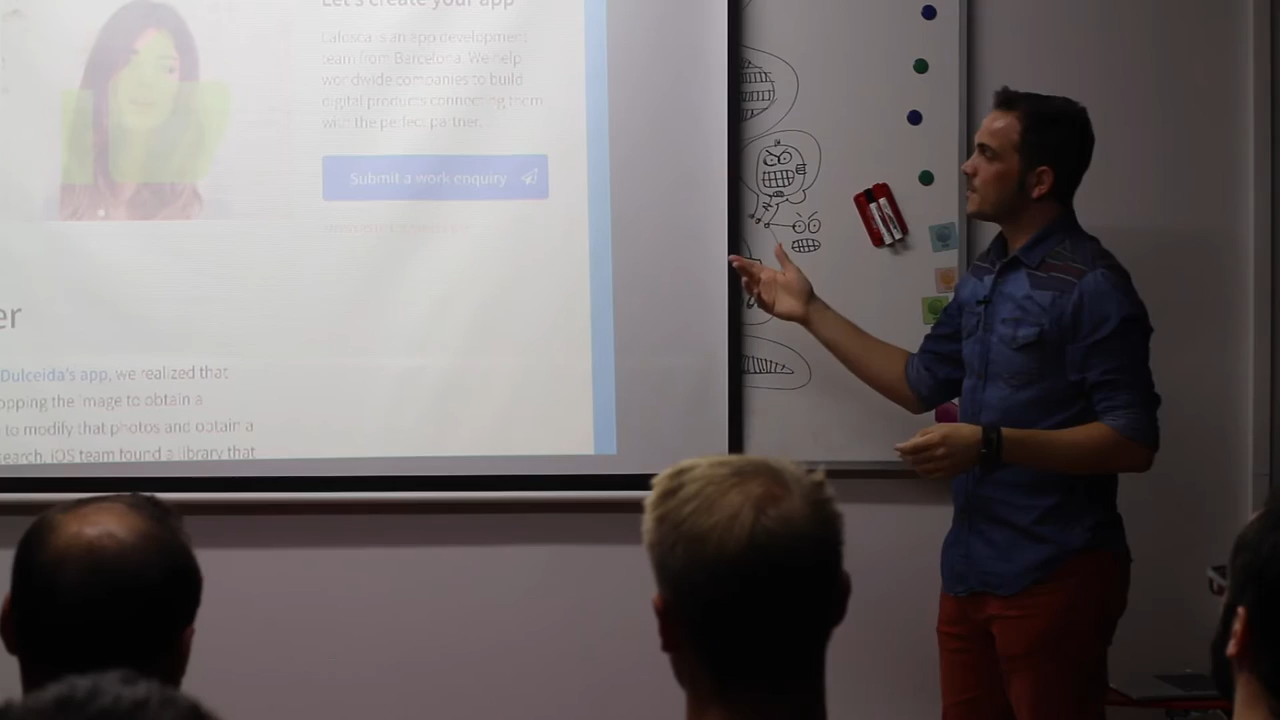 Let's create your app
Lafosca is an app development
team from Barcelona. We help
worldwide companies to build
digital products connecting them
with the perfect partner.
Submit a work enquiry
er
Dulceida's app, we realized that
opping the image to obtain a
to modify that photos and obtain a
search, iOS team found a library that